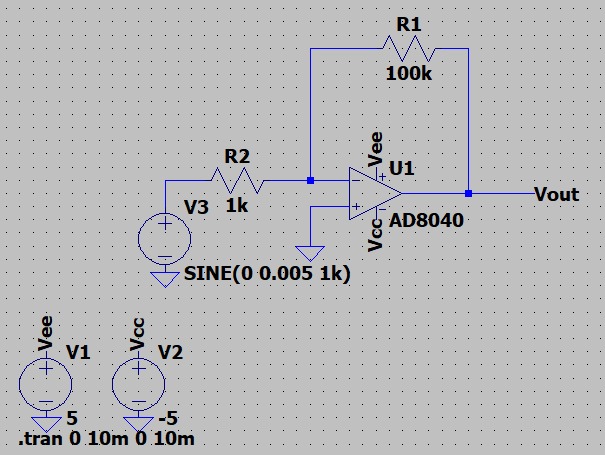 R1
100k
R2
1k
Vee
+
U1
−
+
−
Vcc
AD8040
Vout
V3
+
−
SINE(0 0.005 1k)
Vee
V1
+
−
5
Vcc
V2
+
−
-5
.tran 0 10m 0 10m